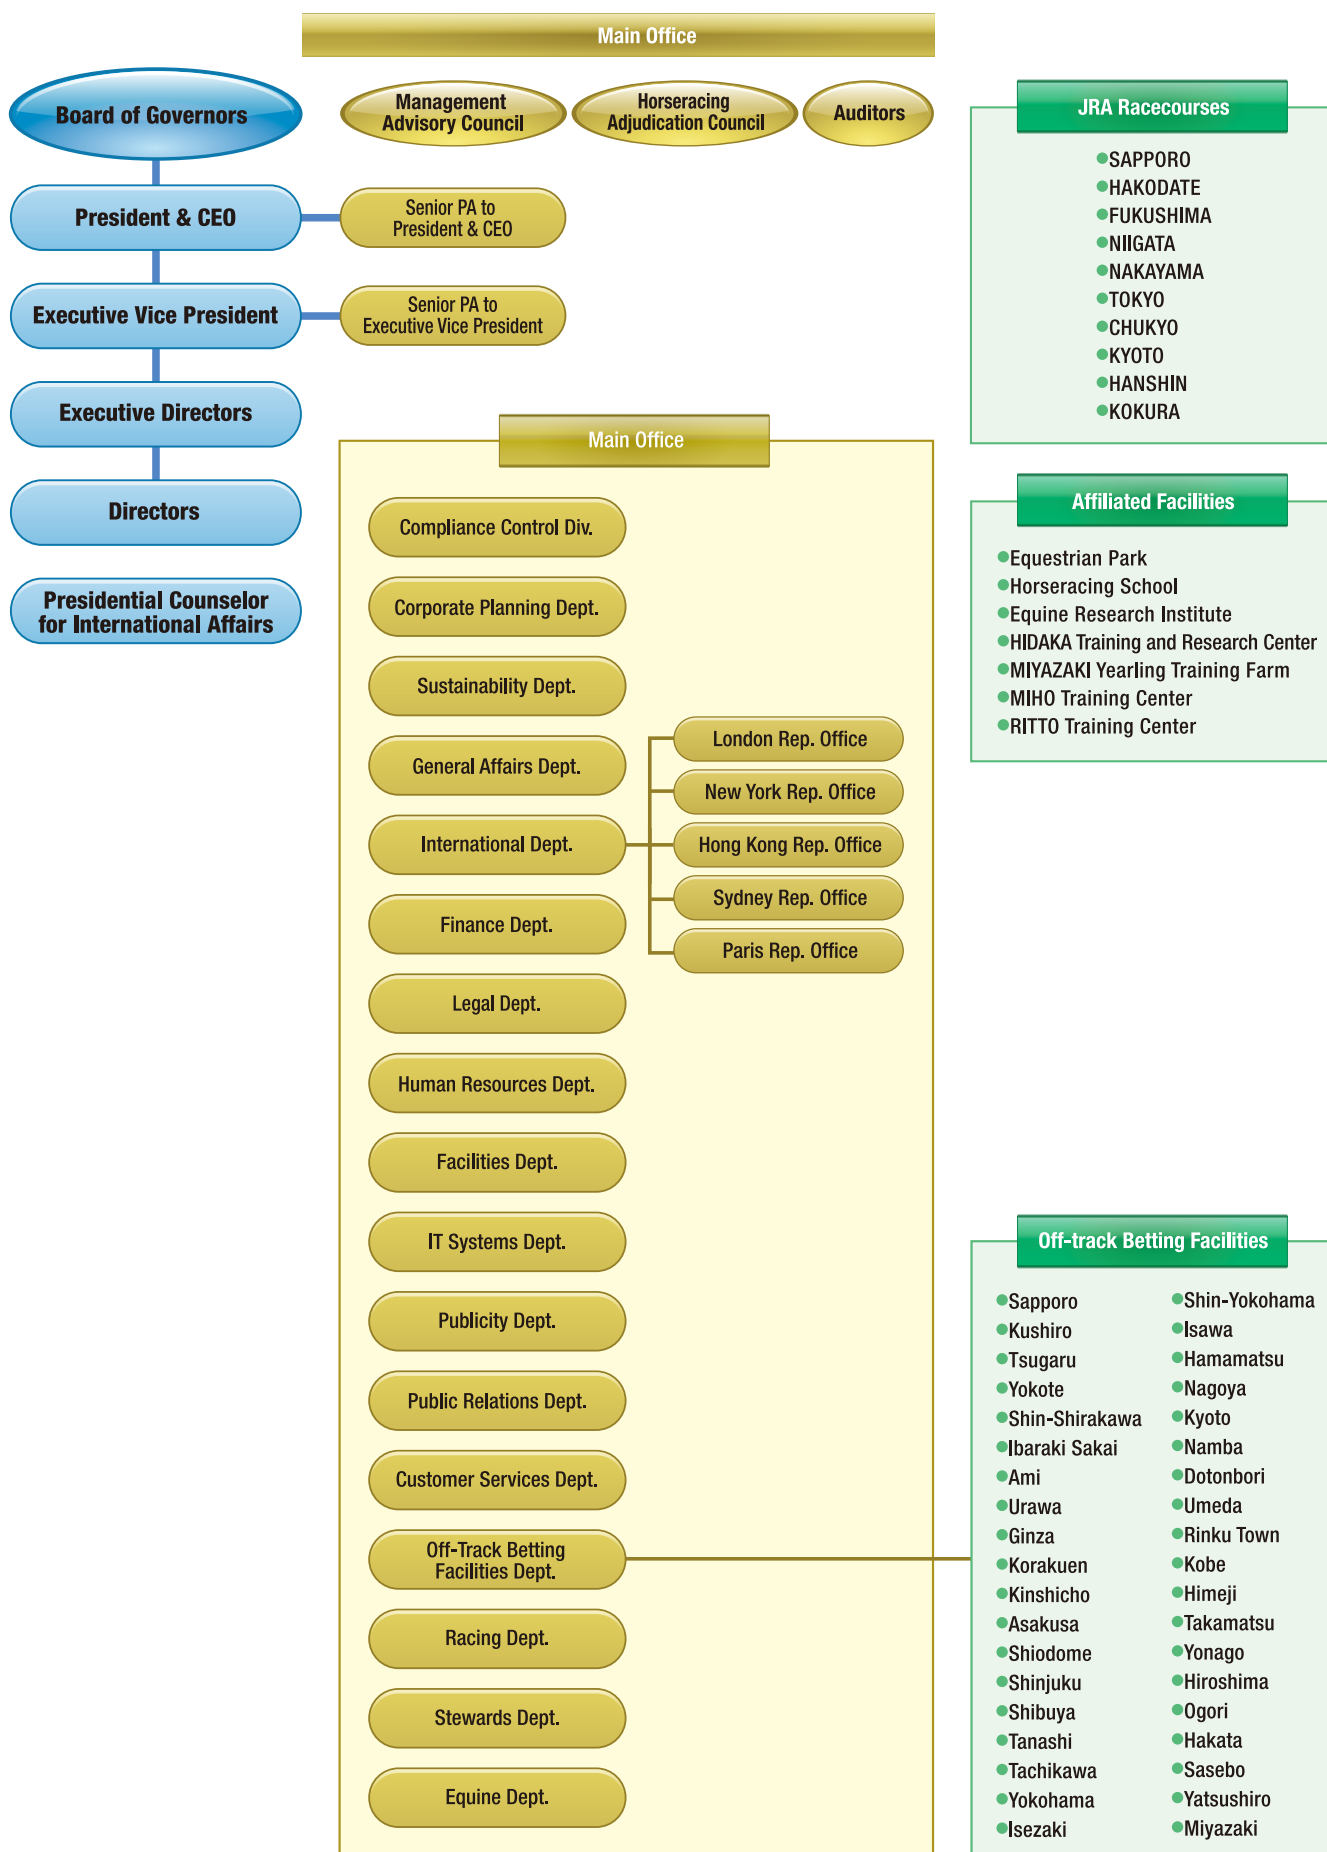 Main Office
Board of Governors
Management
Advisory Council
Horseracing
Adjudication Council
Auditors
President & CEO
Senior PA to
President & CEO
Executive Vice President
Senior PA to
Executive Vice President
Executive Directors
Directors
Presidential Counselor
for International Affairs
Main Office
Compliance Control Div.
Corporate Planning Dept.
Sustainability Dept.
General Affairs Dept.
International Dept.
London Rep. Office
New York Rep. Office
Hong Kong Rep. Office
Sydney Rep. Office
Paris Rep. Office
Finance Dept.
Legal Dept.
Human Resources Dept.
Facilities Dept.
IT Systems Dept.
Publicity Dept.
Public Relations Dept.
Customer Services Dept.
Off-Track Betting
Facilities Dept.
Racing Dept.
Stewards Dept.
Equine Dept.
JRA Racecourses
SAPPORO
HAKODATE
FUKUSHIMA
NIIGATA
NAKAYAMA
TOKYO
CHUKYO
KYOTO
HANSHIN
KOKURA
Affiliated Facilities
Equestrian Park
Horseracing School
Equine Research Institute
HIDAKA Training and Research Center
MIYAZAKI Yearling Training Farm
MIHO Training Center
RITTO Training Center
Off-track Betting Facilities
Sapporo
Kushiro
Tsugaru
Yokote
Shin-Shirakawa
Ibaraki Sakai
Ami
Urawa
Ginza
Korakuen
Kinshicho
Asakusa
Shiodome
Shinjuku
Shibuya
Tanashi
Tachikawa
Yokohama
Isezaki
Shin-Yokohama
Isawa
Hamamatsu
Nagoya
Kyoto
Namba
Dotonbori
Umeda
Rinku Town
Kobe
Himeji
Takamatsu
Yonago
Hiroshima
Ogori
Hakata
Sasebo
Yatsushiro
Miyazaki